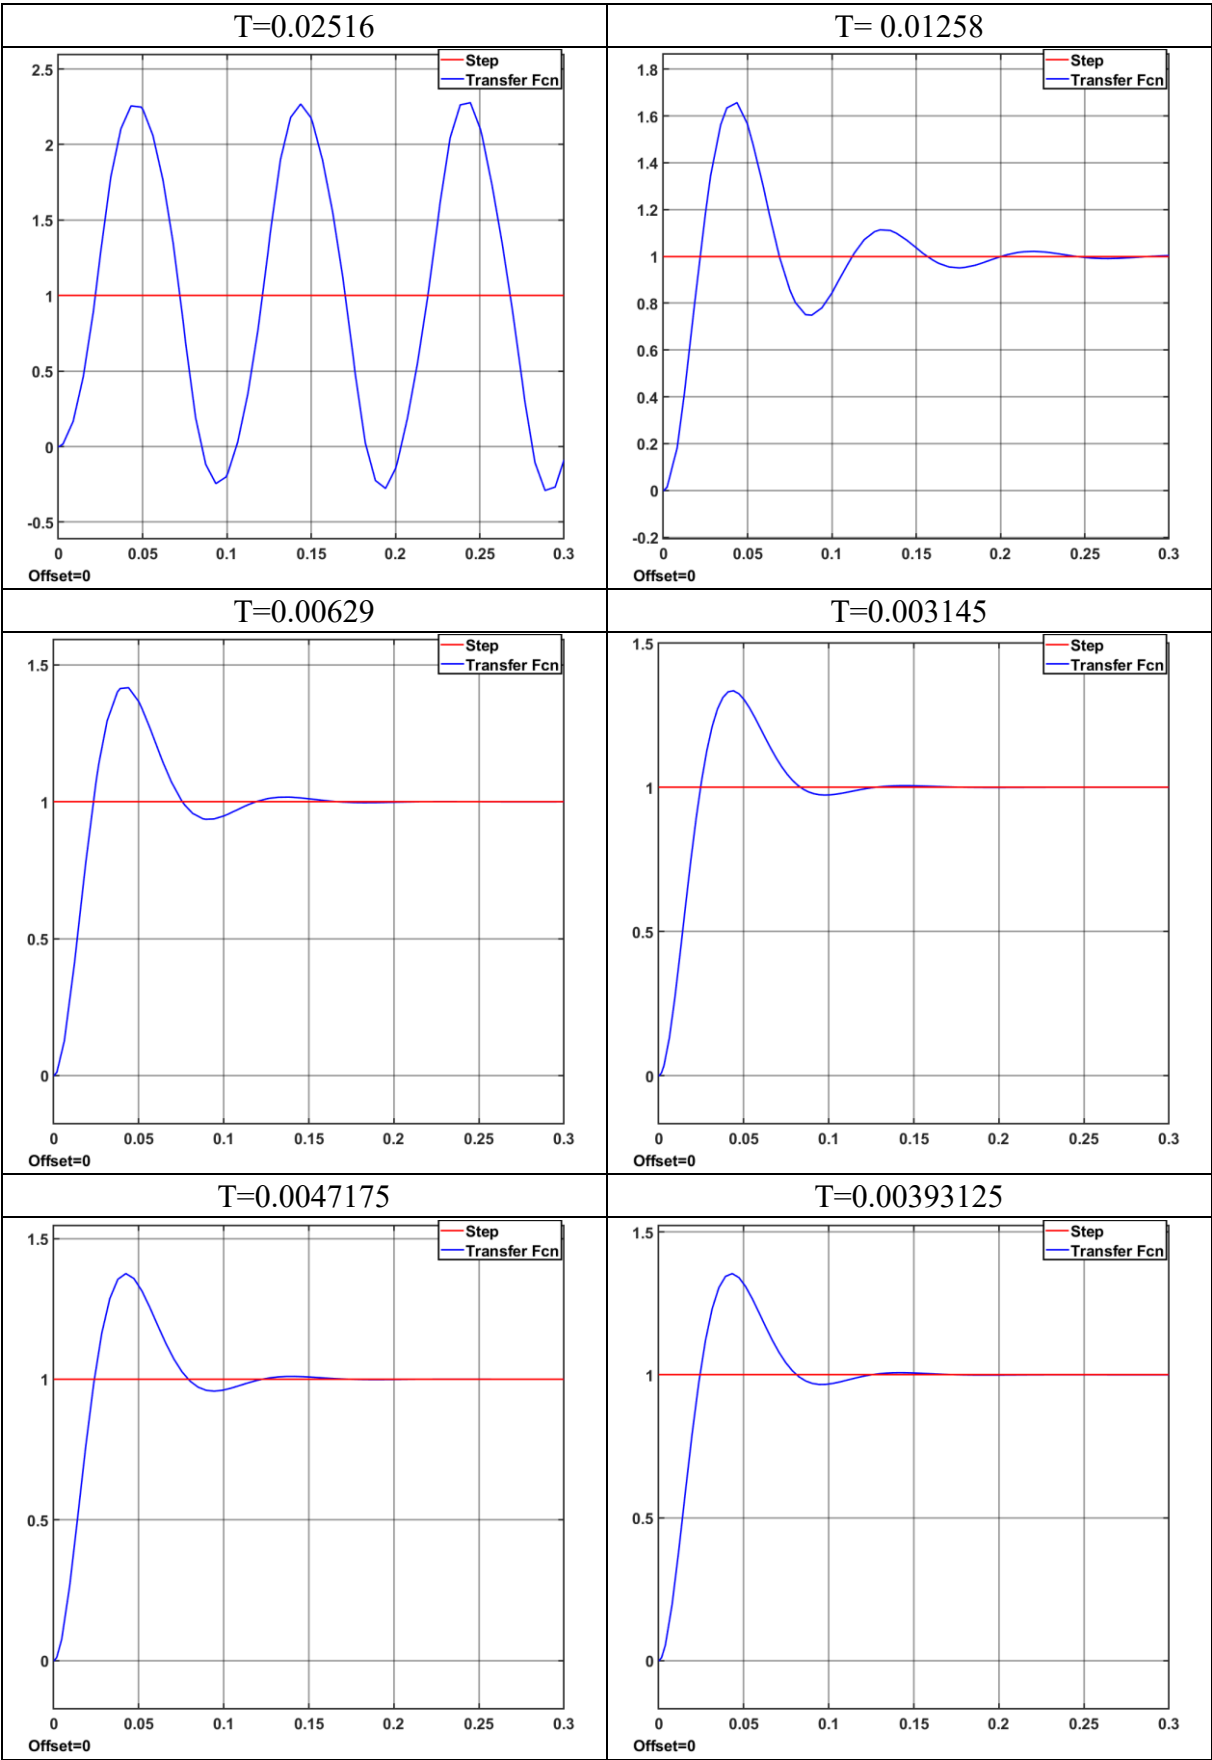 T=0.02516
Step
Transfer Fcn
2.5
2
1.5
1
0.5
0
-0.5
0 0.05 0.1 0.15 0.2 0.25 0.3
Offset=0
T= 0.01258
Step
Transfer Fcn
1.8
1.6
1.4
1.2
1
0.8
0.6
0.4
0.2
0
-0.2
0 0.05 0.1 0.15 0.2 0.25 0.3
Offset=0
T=0.00629
Step
Transfer Fcn
1.5
1
0.5
0
0 0.05 0.1 0.15 0.2 0.25 0.3
Offset=0
T=0.003145
Step
Transfer Fcn
1.5
1
0.5
0
0 0.05 0.1 0.15 0.2 0.25 0.3
Offset=0
T=0.0047175
Step
Transfer Fcn
1.5
1
0.5
0
0 0.05 0.1 0.15 0.2 0.25 0.3
Offset=0
T=0.00393125
Step
Transfer Fcn
1.5
1
0.5
0
0 0.05 0.1 0.15 0.2 0.25 0.3
Offset=0